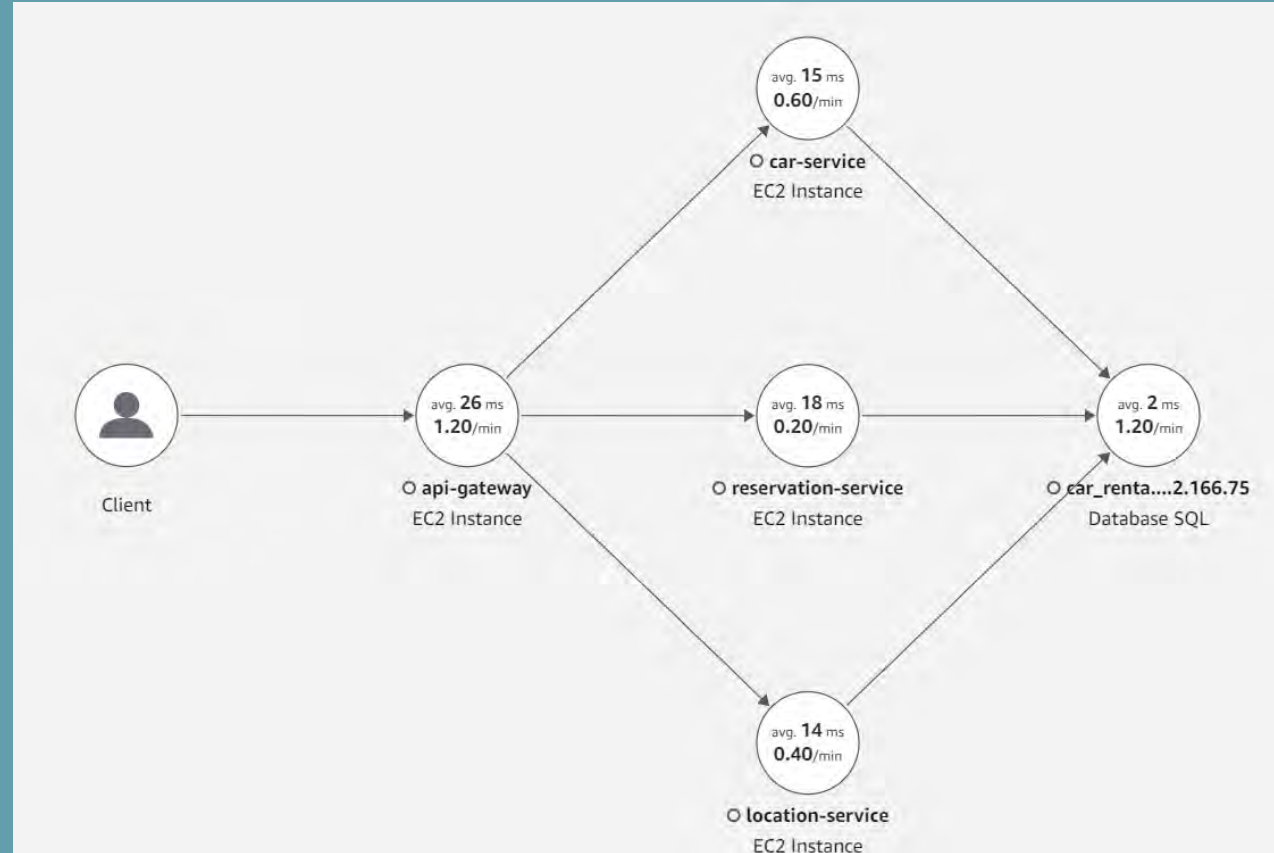 avg. 15 ms
0.60/min
car-service
EC2 Instance
Client
avg. 26 ms
1.20/min
api-gateway
EC2 Instance
avg. 18 ms
0.20/min
reservation-service
EC2 Instance
avg. 2 ms
1.20/min
car_renta....2.166.75
Database SQL
avg. 14 ms
0.40/min
location-service
EC2 Instance